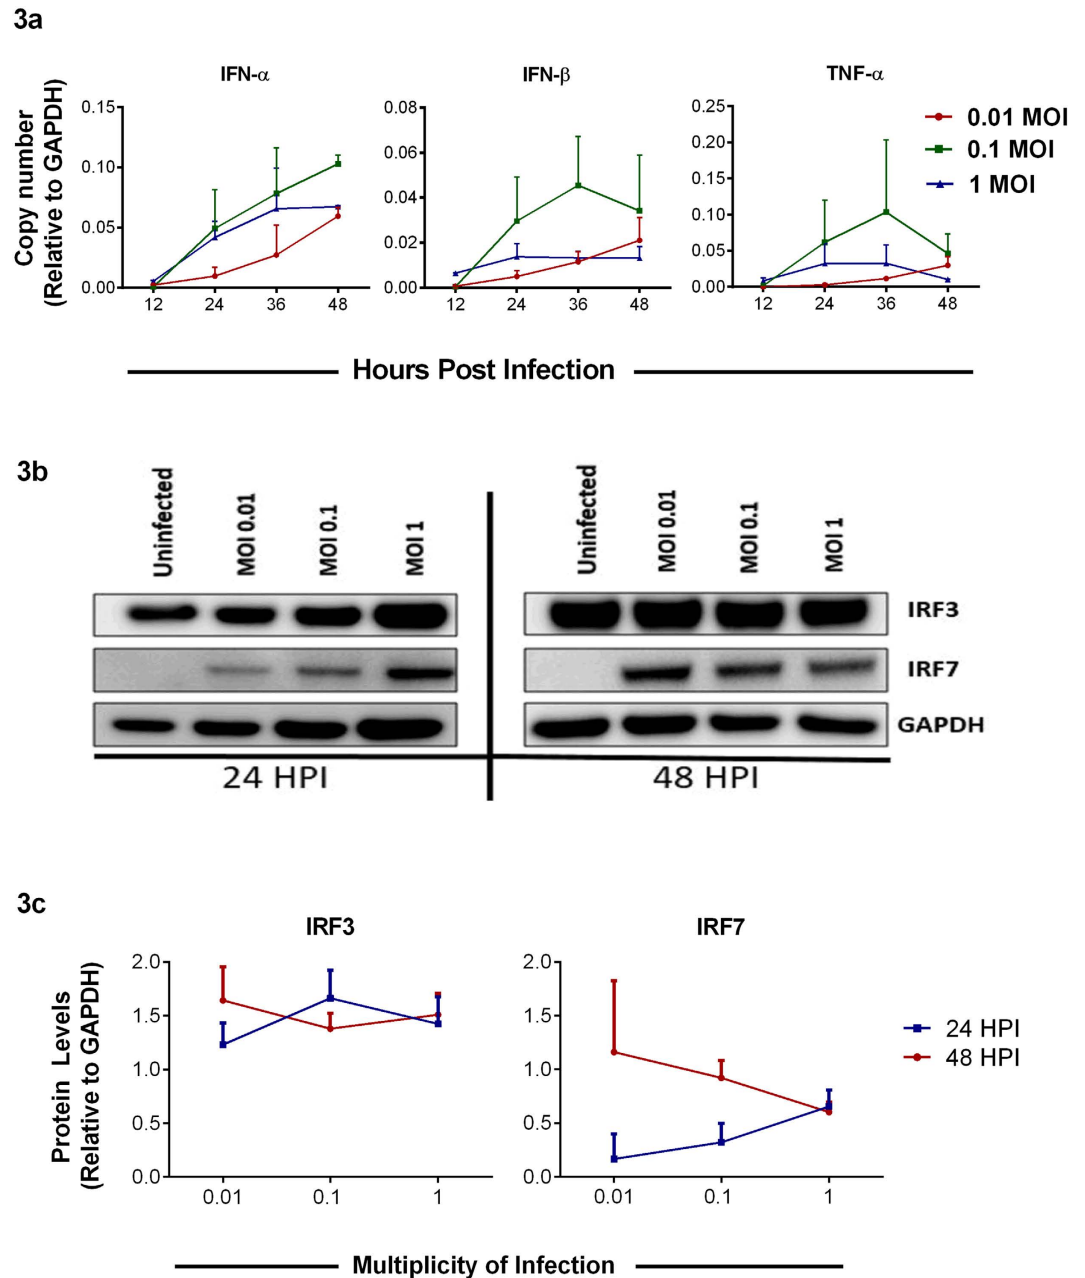 3a
IFN-α
IFN-β
TNF-α
Copy number
(Relative to GAPDH)
0.15
0.10
0.05
0.00
12 24 36 48
0.08
0.06
0.04
0.02
0.00
12 24 36 48
0.25
0.20
0.15
0.10
0.05
0.00
12 24 36 48
0.01 MOI
0.1 MOI
1 MOI
Hours Post Infection
3b
Uninfected
MOI 0.01
MOI 0.1
MOI 1
Uninfected
MOI 0.01
MOI 0.1
MOI 1
IRF3
IRF7
GAPDH
24 HPI
48 HPI
3c
IRF3
IRF7
Protein Levels
(Relative to GAPDH)
2.0
1.5
1.0
0.5
0.0
0.01 0.1 1
2.0
1.5
1.0
0.5
0.0
0.01 0.1 1
24 HPI
48 HPI
Multiplicity of Infection